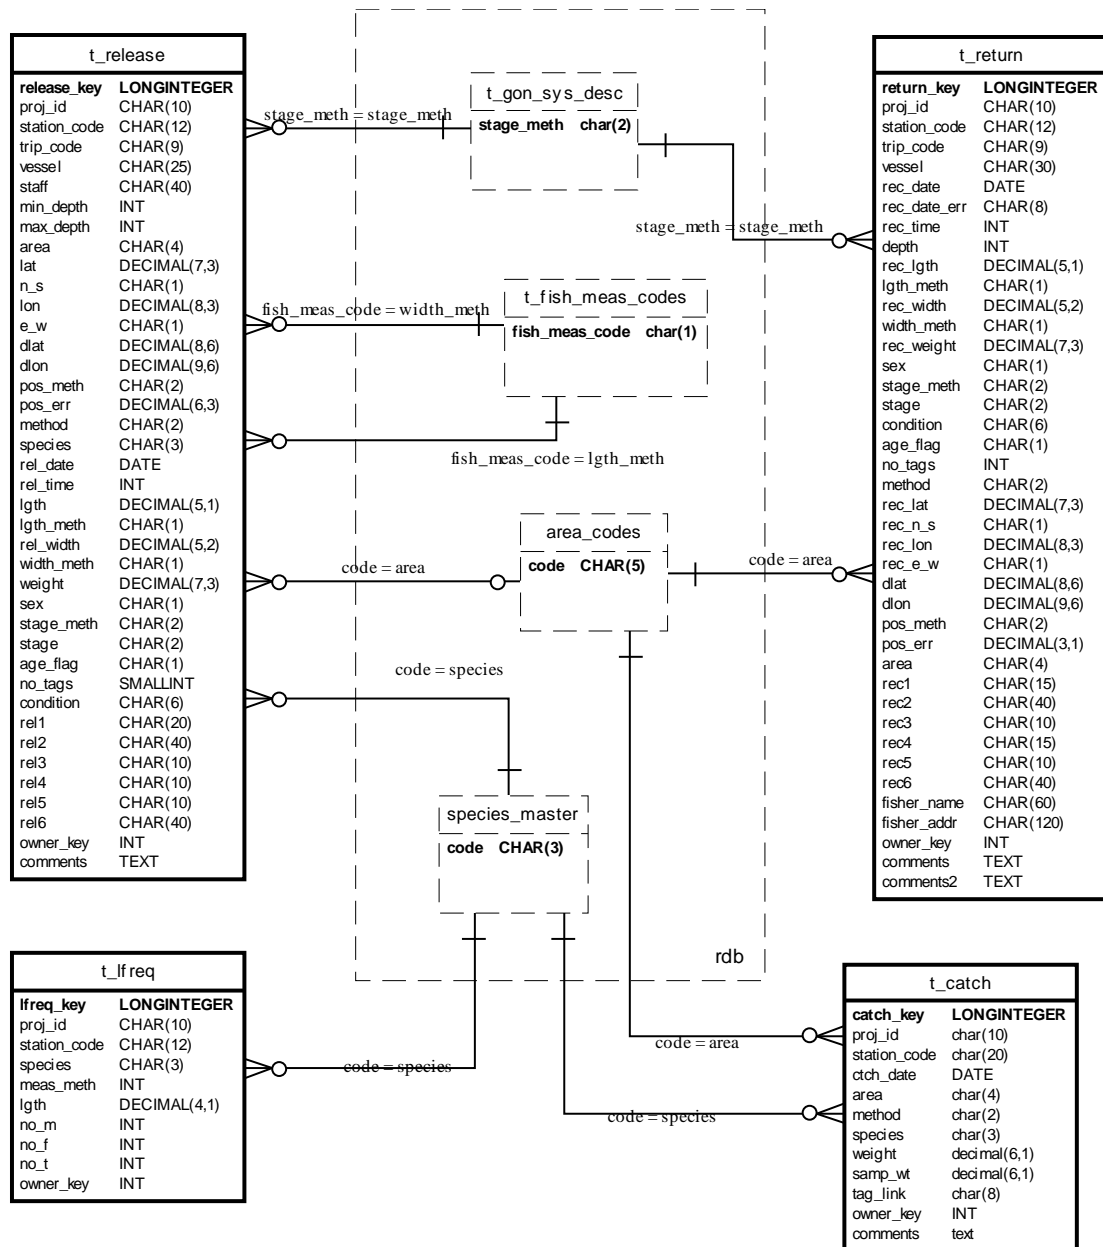 t_release
release_key LONGINTEGER
proj_id CHAR(10)
station_code CHAR(12)
trip_code CHAR(9)
vessel CHAR(25)
staff CHAR(40)
min_depth INT
max_depth INT
area CHAR(4)
lat DECIMAL(7,3)
n_s CHAR(1)
lon DECIMAL(8,3)
e_w CHAR(1)
dlat DECIMAL(8,6)
dlon DECIMAL(9,6)
pos_meth CHAR(2)
pos_err DECIMAL(6,3)
method CHAR(2)
species CHAR(3)
rel_date DATE
rel_time INT
lgth DECIMAL(5,1)
lgth_meth CHAR(1)
rel_width DECIMAL(5,2)
width_meth CHAR(1)
weight DECIMAL(7,3)
sex CHAR(1)
stage_meth CHAR(2)
stage CHAR(2)
age_flag CHAR(1)
no_tags SMALLINT
condition CHAR(6)
rel1 CHAR(20)
rel2 CHAR(40)
rel3 CHAR(10)
rel4 CHAR(10)
rel5 CHAR(10)
rel6 CHAR(40)
owner_key INT
comments TEXT
t_gon_sys_desc
stage_meth char(2)
stage_meth = stage_meth
stage_meth = stage_meth
t_fish_meas_codes
fish_meas_code char(1)
fish_meas_code = width_meth
fish_meas_code = lgth_meth
area_codes
code CHAR(5)
code = area
code = area
code = species
species_master
code CHAR(3)
rdb
code = area
code = species
code = species
t_return
return_key LONGINTEGER
proj_id CHAR(10)
station_code CHAR(12)
trip_code CHAR(9)
vessel CHAR(30)
rec_date DATE
rec_date_err CHAR(8)
rec_time INT
depth INT
rec_lgth DECIMAL(5,1)
lgth_meth CHAR(1)
rec_width DECIMAL(5,2)
width_meth CHAR(1)
rec_weight DECIMAL(7,3)
sex CHAR(1)
stage_meth CHAR(2)
stage CHAR(2)
condition CHAR(6)
age_flag CHAR(1)
no_tags INT
method CHAR(2)
rec_lat DECIMAL(7,3)
rec_n_s CHAR(1)
rec_lon DECIMAL(8,3)
rec_e_w CHAR(1)
dlat DECIMAL(8,6)
dlon DECIMAL(9,6)
pos_meth CHAR(2)
pos_err DECIMAL(3,1)
area CHAR(4)
rec1 CHAR(15)
rec2 CHAR(40)
rec3 CHAR(10)
rec4 CHAR(15)
rec5 CHAR(10)
rec6 CHAR(40)
fisher_name CHAR(60)
fisher_addr CHAR(120)
owner_key INT
comments TEXT
comments2 TEXT
t_lfreq
lfreq_key LONGINTEGER
proj_id CHAR(10)
station_code CHAR(12)
species CHAR(3)
meas_meth INT
lgth DECIMAL(4,1)
no_m INT
no_f INT
no_t INT
owner_key INT
t_catch
catch_key LONGINTEGER
proj_id char(10)
station_code char(20)
ctch_date DATE
area char(4)
method char(2)
species char(3)
weight decimal(6,1)
samp_wt decimal(6,1)
tag_link char(8)
owner_key INT
comments text